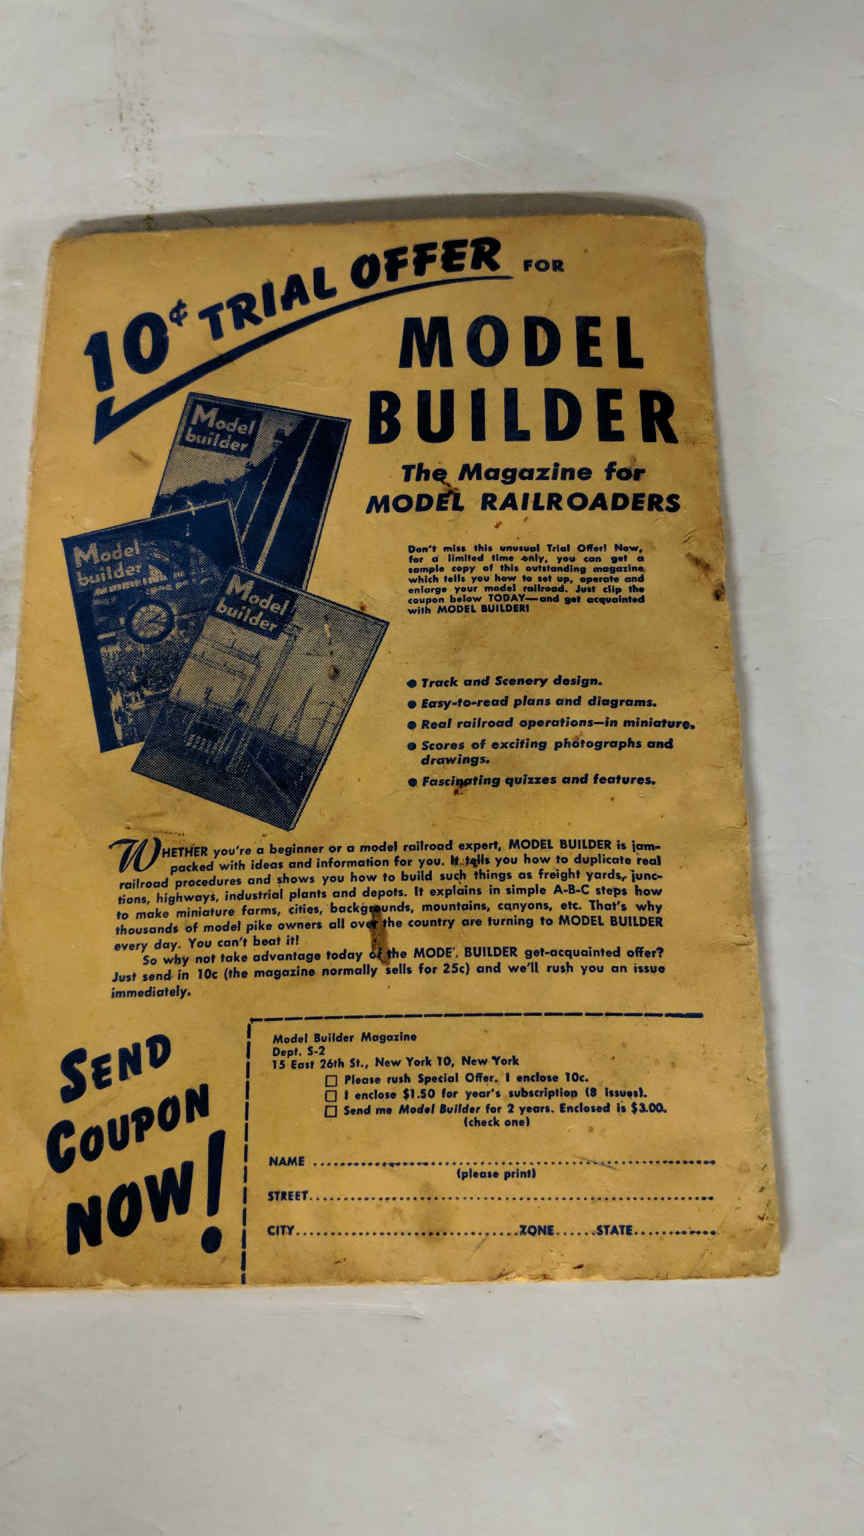 10¢ TRIAL OFFER FOR
MODEL
BUILDER
The Magazine for
MODEL RAILROADERS
Model
builder
Model
builder
Model
builder
Don't miss this unusual Trial Offer! Now,
for a limited time only, you can get a
sample copy of this outstanding magazine
which tells you how to set up, operate and
enlarge your model railroad. Just clip the
coupon below TODAY—and get acquainted
with MODEL BUILDER!
● Track and Scenery design.
● Easy-to-read plans and diagrams.
● Real railroad operations—in miniature.
● Scores of exciting photographs and
drawings.
● Fascinating quizzes and features.
WHETHER you're a beginner or a model railroad expert, MODEL BUILDER is jam-
packed with ideas and information for you. It tells you how to duplicate real
railroad procedures and shows you how to build such things as freight yards, junc-
tions, highways, industrial plants and depots. It explains in simple A-B-C steps how
to make miniature farms, cities, backgrounds, mountains, canyons, etc. That's why
thousands of model pike owners all over the country are turning to MODEL BUILDER
every day. You can't beat it!
So why not take advantage today of the MODEL BUILDER get-acquainted offer?
Just send in 10c (the magazine normally sells for 25c) and we'll rush you an issue
immediately.
SEND
COUPON
NOW!
Model Builder Magazine
Dept. S-2
15 East 26th St., New York 10, New York
□ Please rush Special Offer. I enclose 10c.
□ I enclose $1.50 for year's subscription (8 issues).
□ Send me Model Builder for 2 years. Enclosed is $3.00.
(check one)
NAME ................................................................
(please print)
STREET................................................................
CITY...................................ZONE......STATE.............